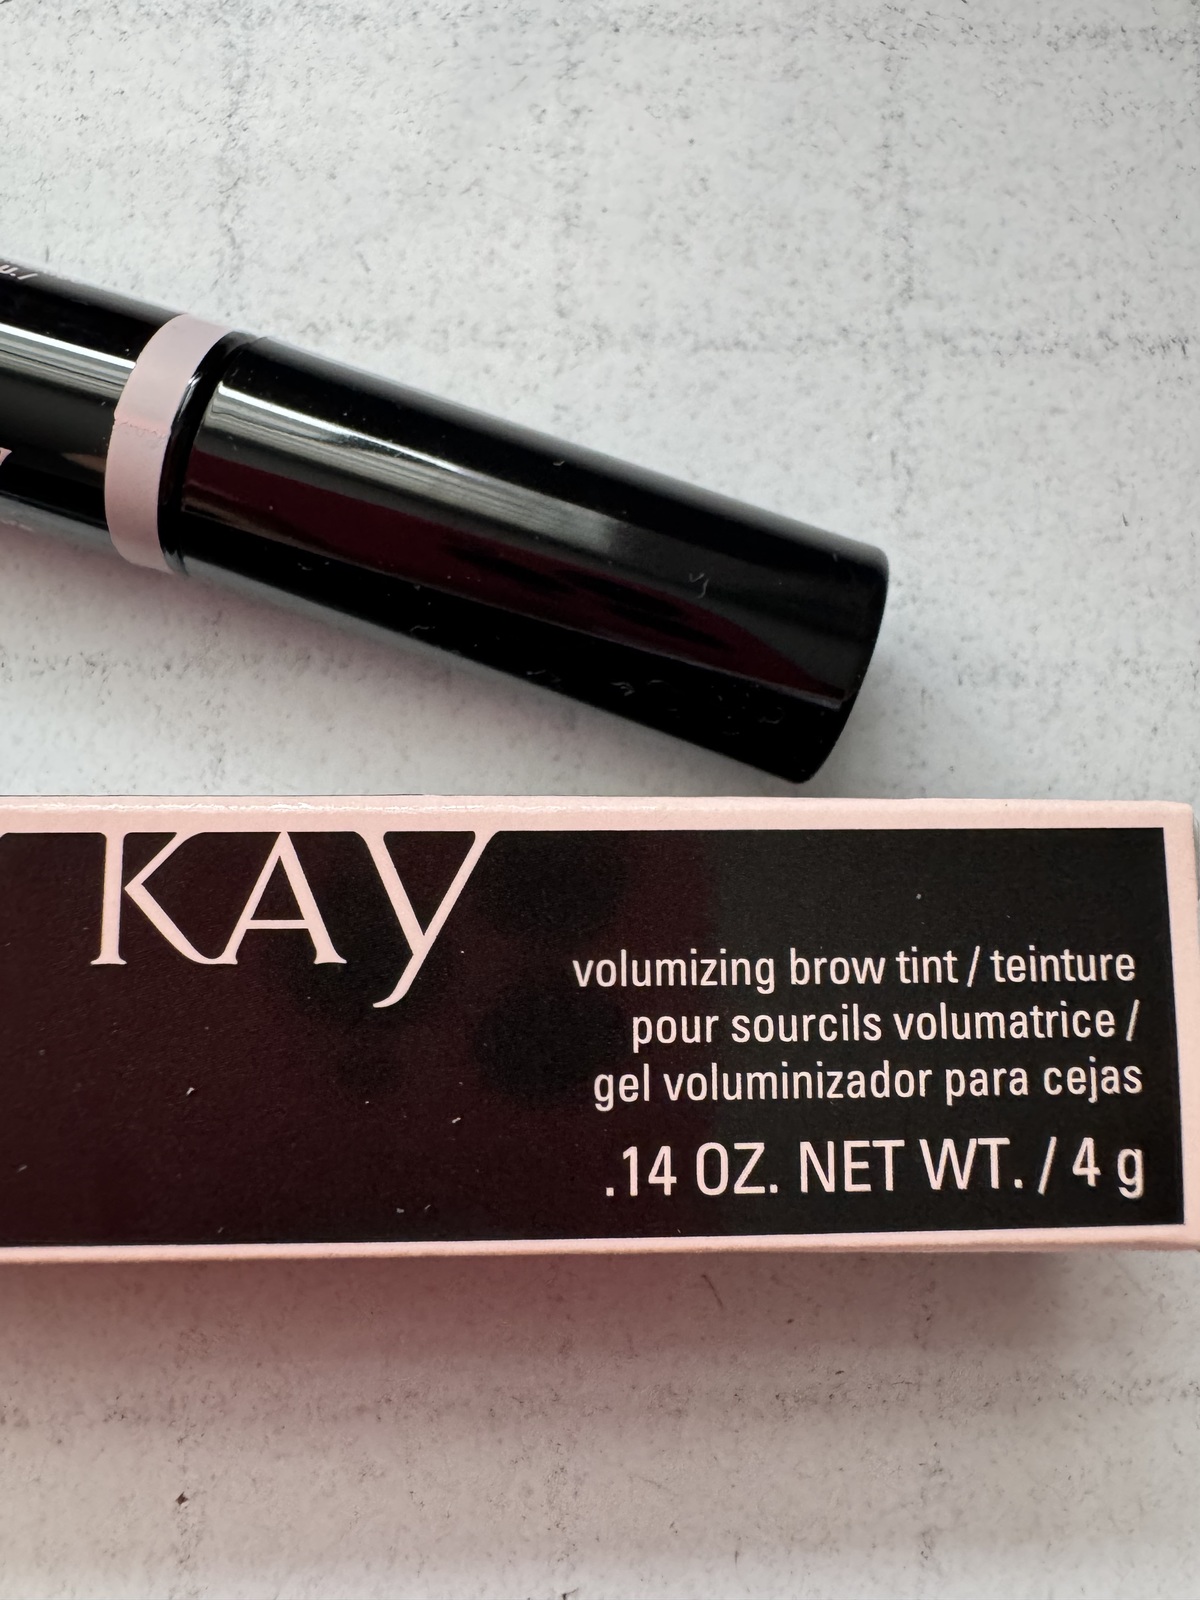 KAY
volumizing brow tint / teinture
pour sourcils volumatrice /
gel voluminizador para cejas
.14 OZ. NET WT. / 4 g